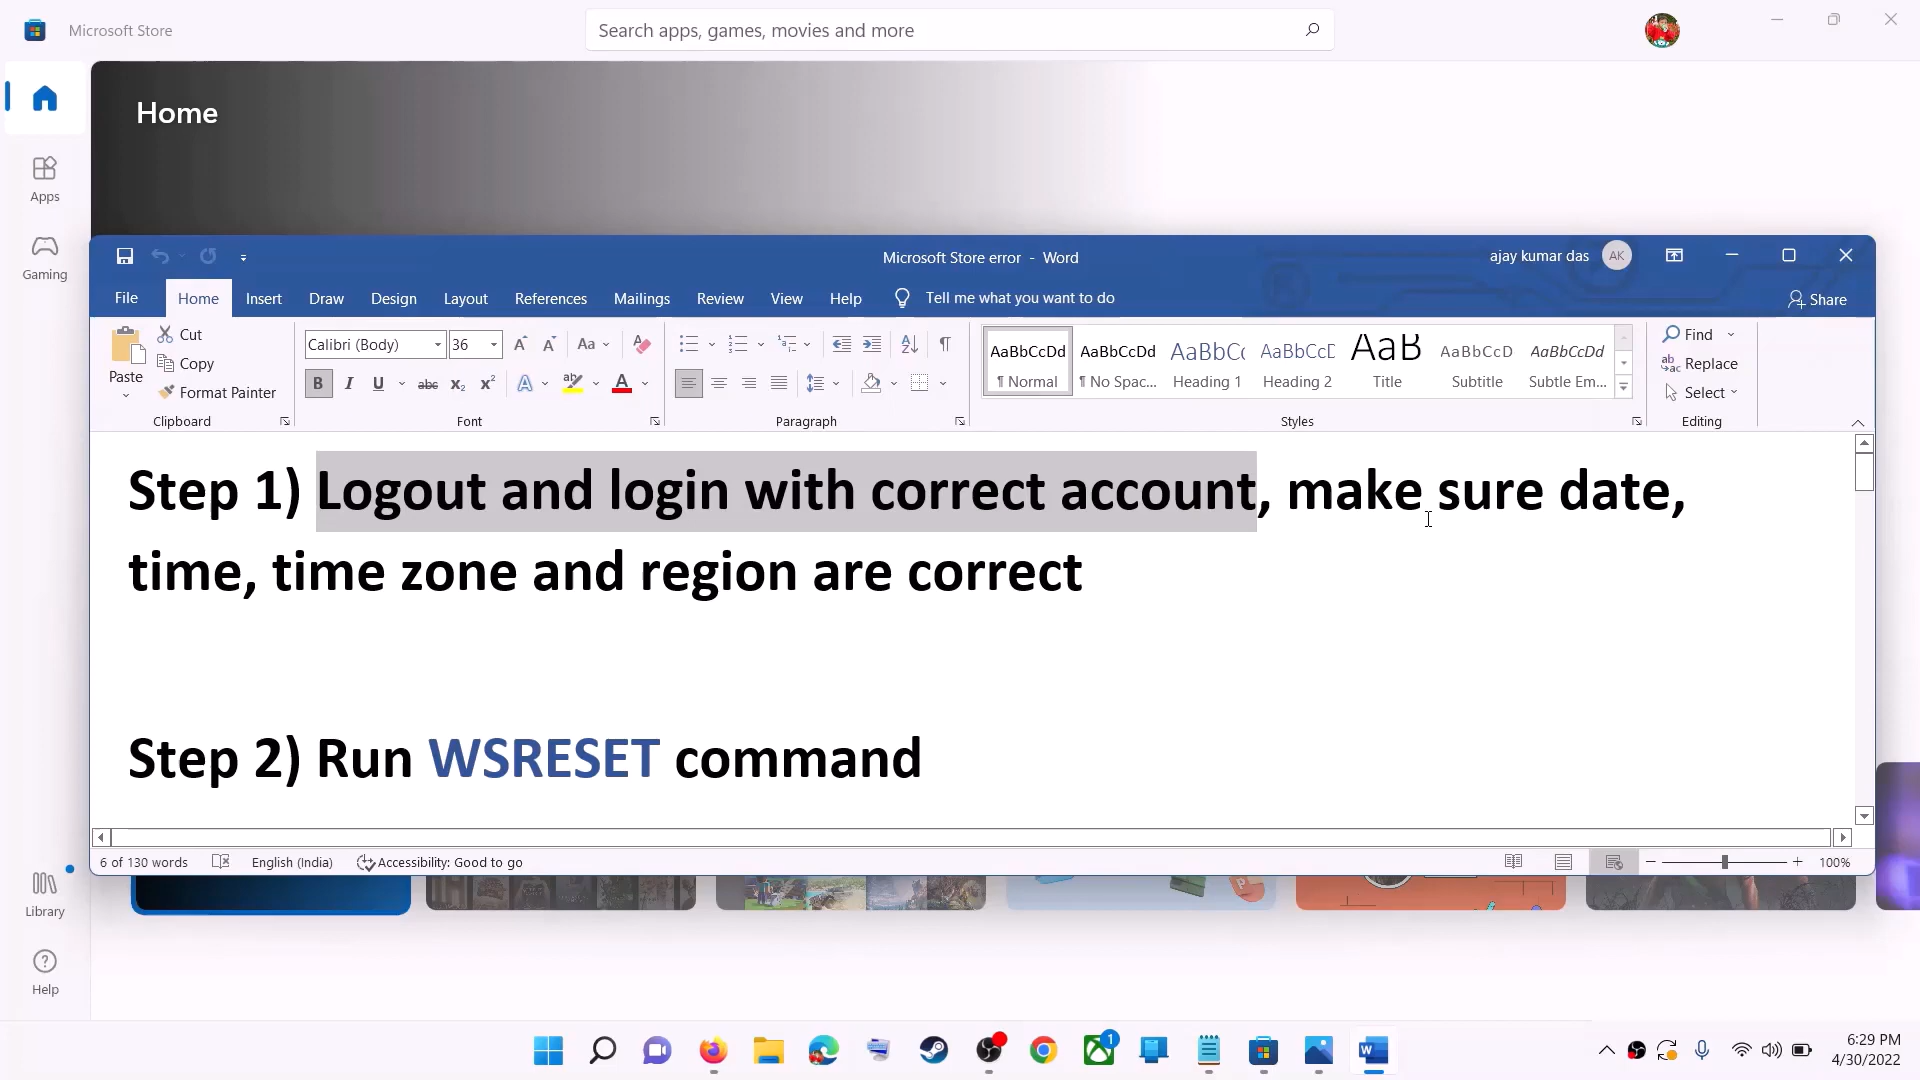 Microsoft Store
Search apps, games, movies and more
Home
Apps
Gaming
Library
Help
Microsoft Store error - Word
ajay kumar das
AK
File
Home
Insert
Draw
Design
Layout
References
Mailings
Review
View
Help
Tell me what you want to do
Share
Paste
Cut
Copy
Format Painter
Clipboard
Calibri (Body)
36
Font
Paragraph
AaBbCcDd
¶ Normal
AaBbCcDd
¶ No Spac...
AaBbCc
Heading 1
AaBbCcD
Heading 2
AaB
Title
AaBbCcD
Subtitle
AaBbCcDd
Subtle Em...
Styles
Find
Replace
Select
Editing
Step 1) Logout and login with correct account, make sure date,
time, time zone and region are correct
Step 2) Run WSRESET command
6 of 130 words
English (India)
Accessibility: Good to go
100%
1
6:29 PM
4/30/2022